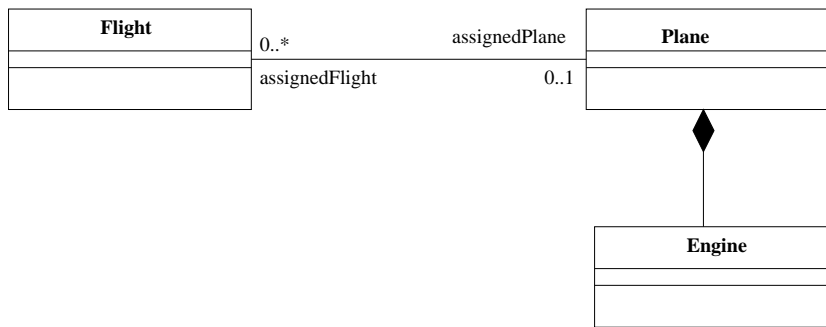 Flight
0..*
assignedFlight
assignedPlane
0..1
Plane
Engine